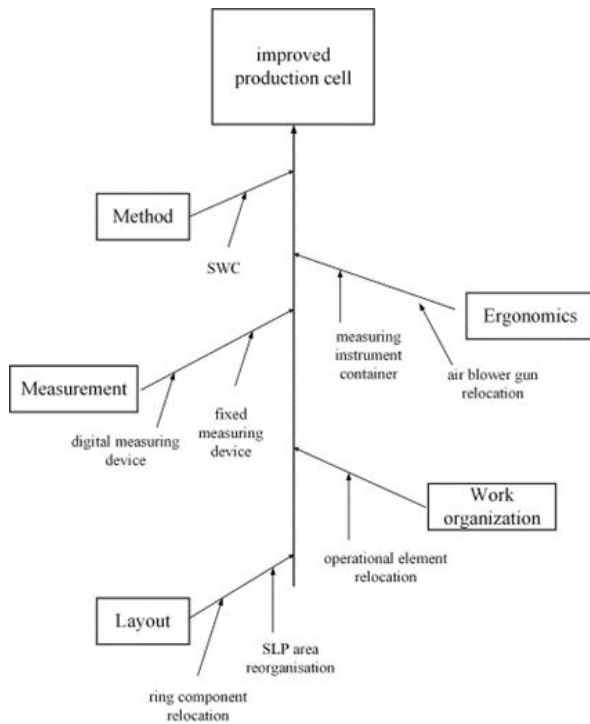 improved
production cell
Method
SWC
Ergonomics
measuring
instrument
container
air blower gun
relocation
Measurement
digital measuring
device
fixed
measuring
device
Work
organization
operational element
relocation
Layout
SLP area
reorganisation
ring component
relocation